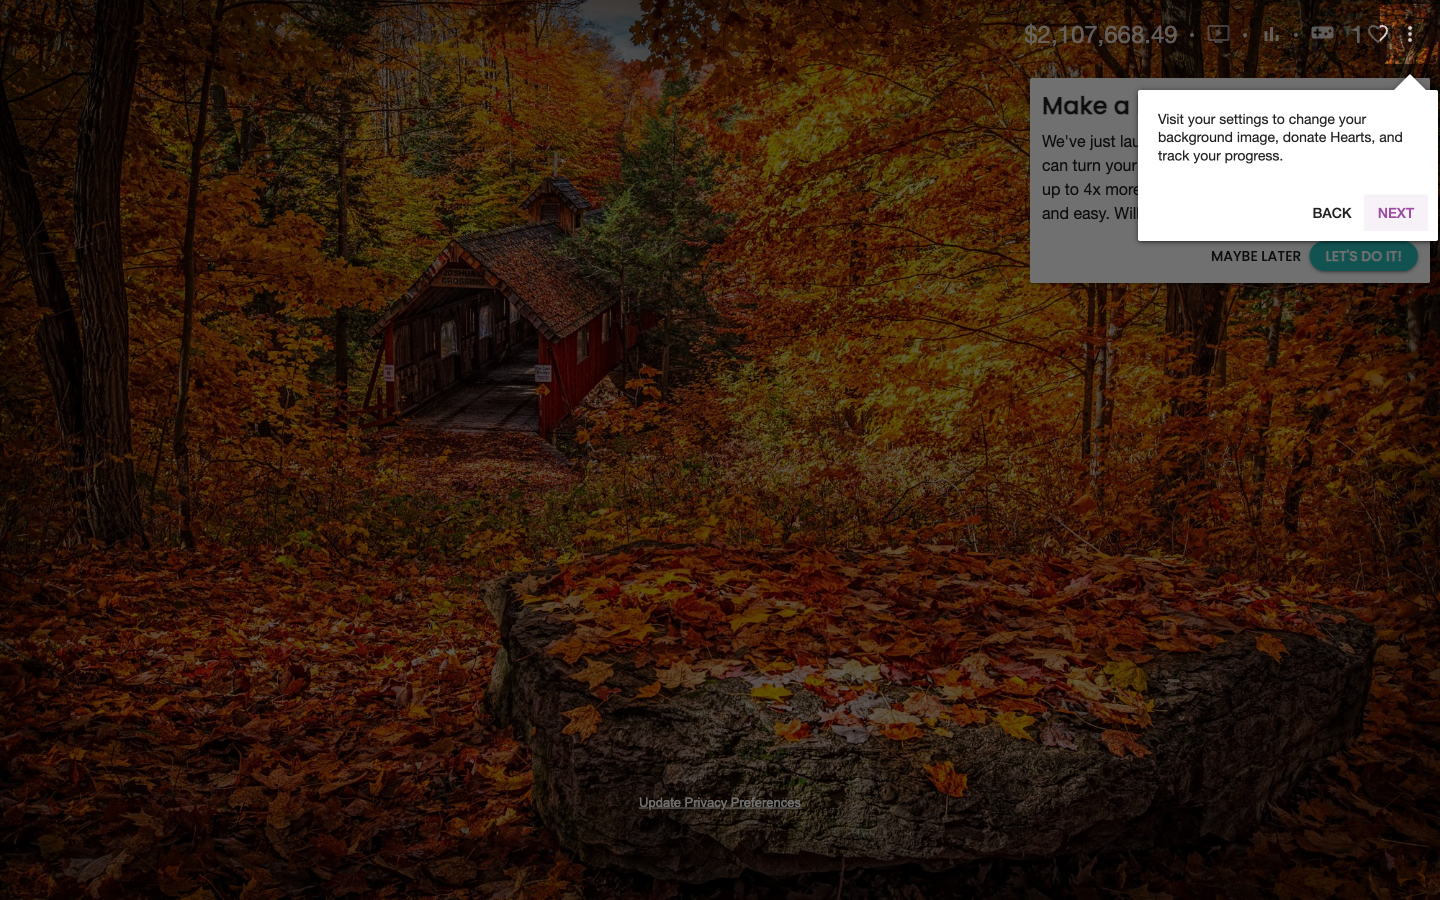 $2,107,668.49
1
Make a
We've just lau
can turn your
up to 4x more
and easy. Will
Visit your settings to change your
background image, donate Hearts, and
track your progress.
BACK
NEXT
MAYBE LATER
LET'S DO IT!
Update Privacy Preferences